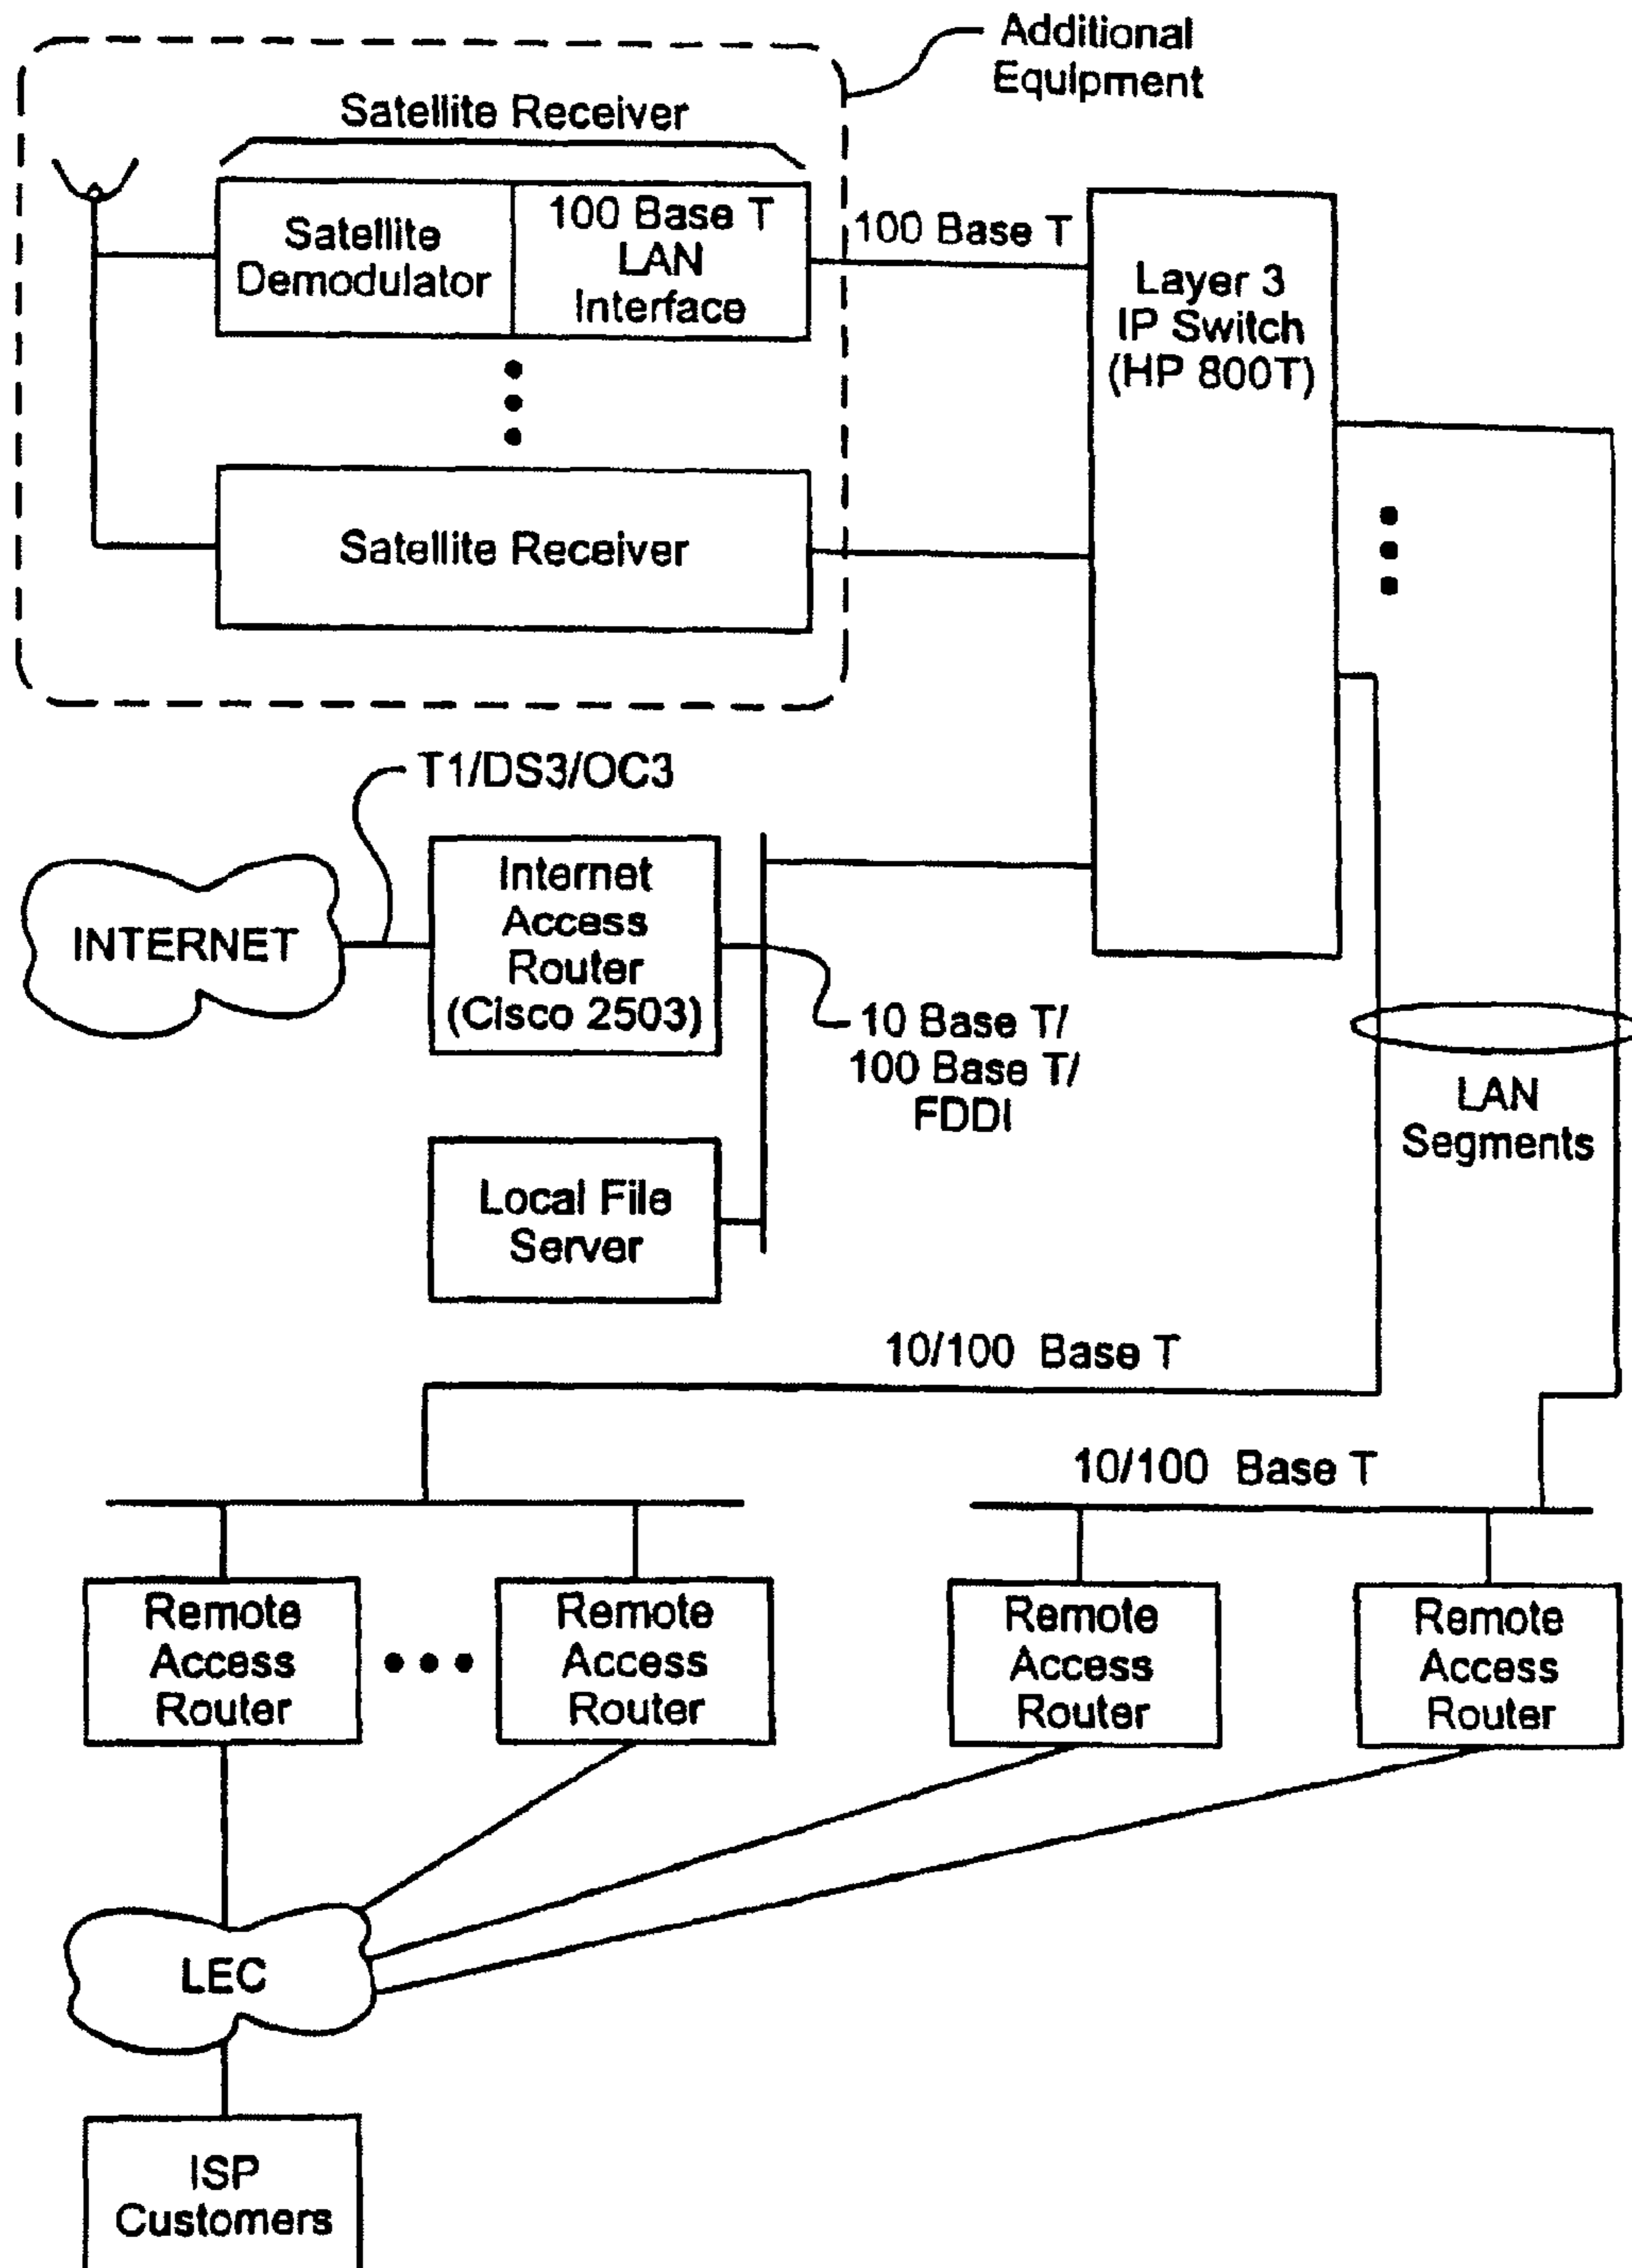 Additional
Equipment
Satellite Receiver
Satellite
Demodulator
100 Base T
LAN
Interface
100 Base T
Layer 3
IP Switch
(HP 800T)
Satellite Receiver
T1/DS3/OC3
INTERNET
Internet
Access
Router
(Cisco 2503)
10 Base T/
100 Base T/
FDDI
LAN
Segments
Local File
Server
10/100 Base T
10/100 Base T
Remote
Access
Router
Remote
Access
Router
Remote
Access
Router
Remote
Access
Router
LEC
ISP
Customers